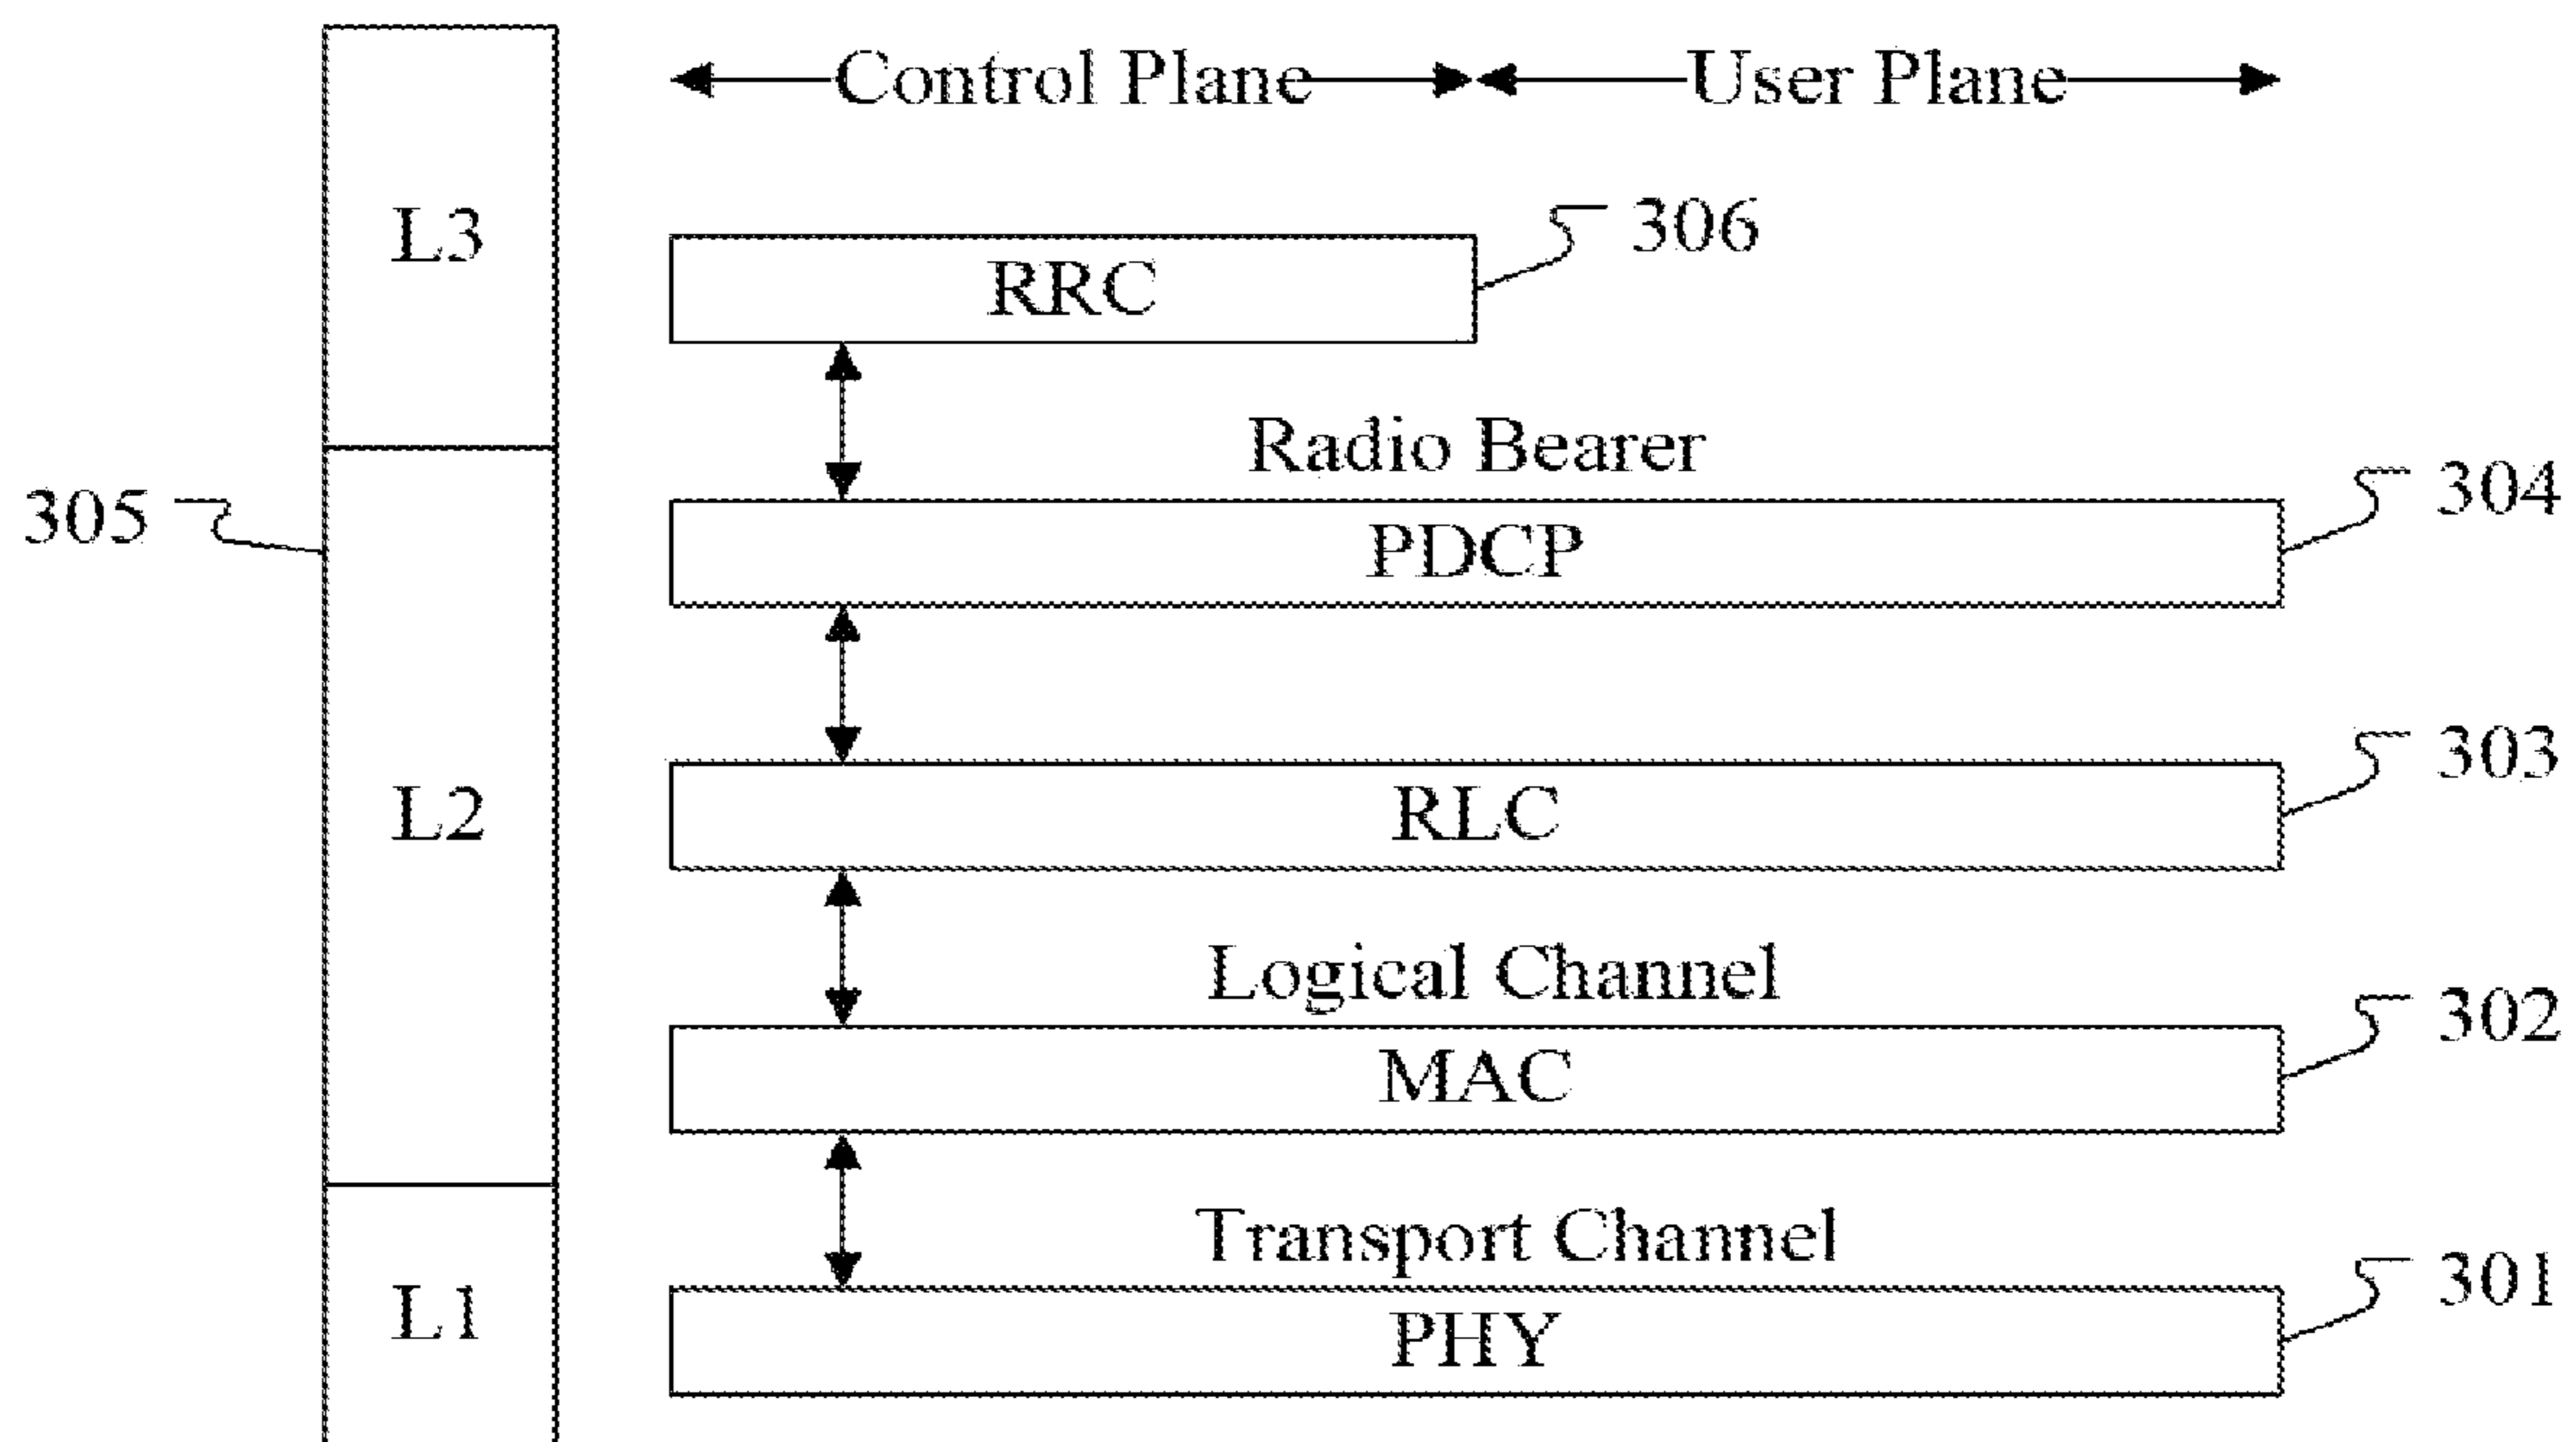 Control Plane User Plane
L3
RRC
306
Radio Bearer
305
PDCP
304
L2
RLC
303
Logical Channel
MAC
302
Transport Channel
L1
PHY
301